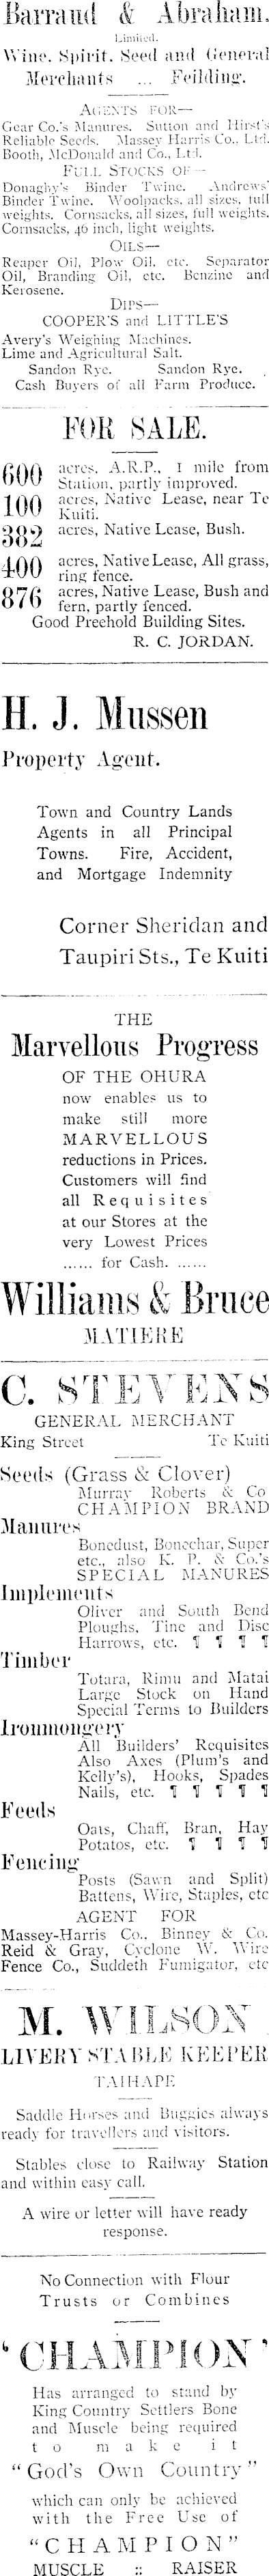 Barraud & Abraham,
Limited.
Wine, Spirit, Seed and General
Merchants ... Feilding.
AGENTS FOR—
Gear Co.'s Manures. Sutton and Hirst's
Reliable Seeds. Massey Harris Co., Ltd.
Booth, McDonald and Co., Ltd.
FULL STOCKS OF—
Donaghy's Binder Twine. Andrews'
Binder Twine. Woolpacks, all sizes, full
weights. Cornsacks, all sizes, full weights.
Cornsacks, 46 inch, light weights.
OILS—
Reaper Oil, Plow Oil, etc. Separator
Oil, Branding Oil, etc. Benzine and
Kerosene.
DIPS—
COOPER'S and LITTLE'S
Avery's Weighing Machines.
Lime and Agricultural Salt.
Sandon Rye. Sandon Rye.
Cash Buyers of all Farm Produce.
FOR SALE.
600 acres, A.R.P., 1 mile from
Station, partly improved.
100 acres, Native Lease, near Te
Kuiti.
382 acres, Native Lease, Bush.
400 acres, Native Lease, All grass,
ring fence.
876 acres, Native Lease, Bush and
fern, partly fenced.
Good Preehold Building Sites.
R. C. JORDAN.
H. J. Mussen
Property Agent.
Town and Country Lands
Agents in all Principal
Towns. Fire, Accident,
and Mortgage Indemnity
Corner Sheridan and
Taupiri Sts., Te Kuiti
THE
Marvellous Progress
OF THE OHURA
now enables us to
make still more
MARVELLOUS
reductions in Prices.
Customers will find
all Requisites
at our Stores at the
very Lowest Prices
...... for Cash. ......
Williams & Bruce
MATIERE
C. STEVENS
GENERAL MERCHANT
King Street Te Kuiti
Seeds (Grass & Clover)
Murray Roberts & Co
CHAMPION BRAND
Manures
Bonedust, Bonechar, Super
etc., also K. P. & Co.'s
SPECIAL MANURES
Implements
Oliver and South Bend
Ploughs, Tine and Disc
Harrows, etc. ¶ ¶ ¶ ¶
Timber
Totara, Rimu and Matai
Large Stock on Hand
Special Terms to Builders
Ironmongery
All Builders' Requisites
Also Axes (Plum's and
Kelly's), Hooks, Spades
Nails, etc. ¶ ¶ ¶ ¶ ¶
Feeds
Oats, Chaff, Bran, Hay
Potatos, etc. ¶ ¶ ¶ ¶
Fencing
Posts (Sawn and Split)
Battens, Wire, Staples, etc
AGENT FOR
Massey-Harris Co., Binney & Co.
Reid & Gray, Cyclone W. Wire
Fence Co., Suddeth Fumigator, etc
M. WILSON
LIVERY STABLE KEEPER
TAIHAPE
Saddle Horses and Buggies always
ready for travellers and visitors.
Stables close to Railway Station
and within easy call.
A wire or letter will have ready
response.
No Connection with Flour
Trusts or Combines
'CHAMPION'
Has arranged to stand by
King Country Settlers Bone
and Muscle being required
to make it
"God's Own Country"
which can only be achieved
with the Free Use of
"CHAMPION"
MUSCLE :: RAISER